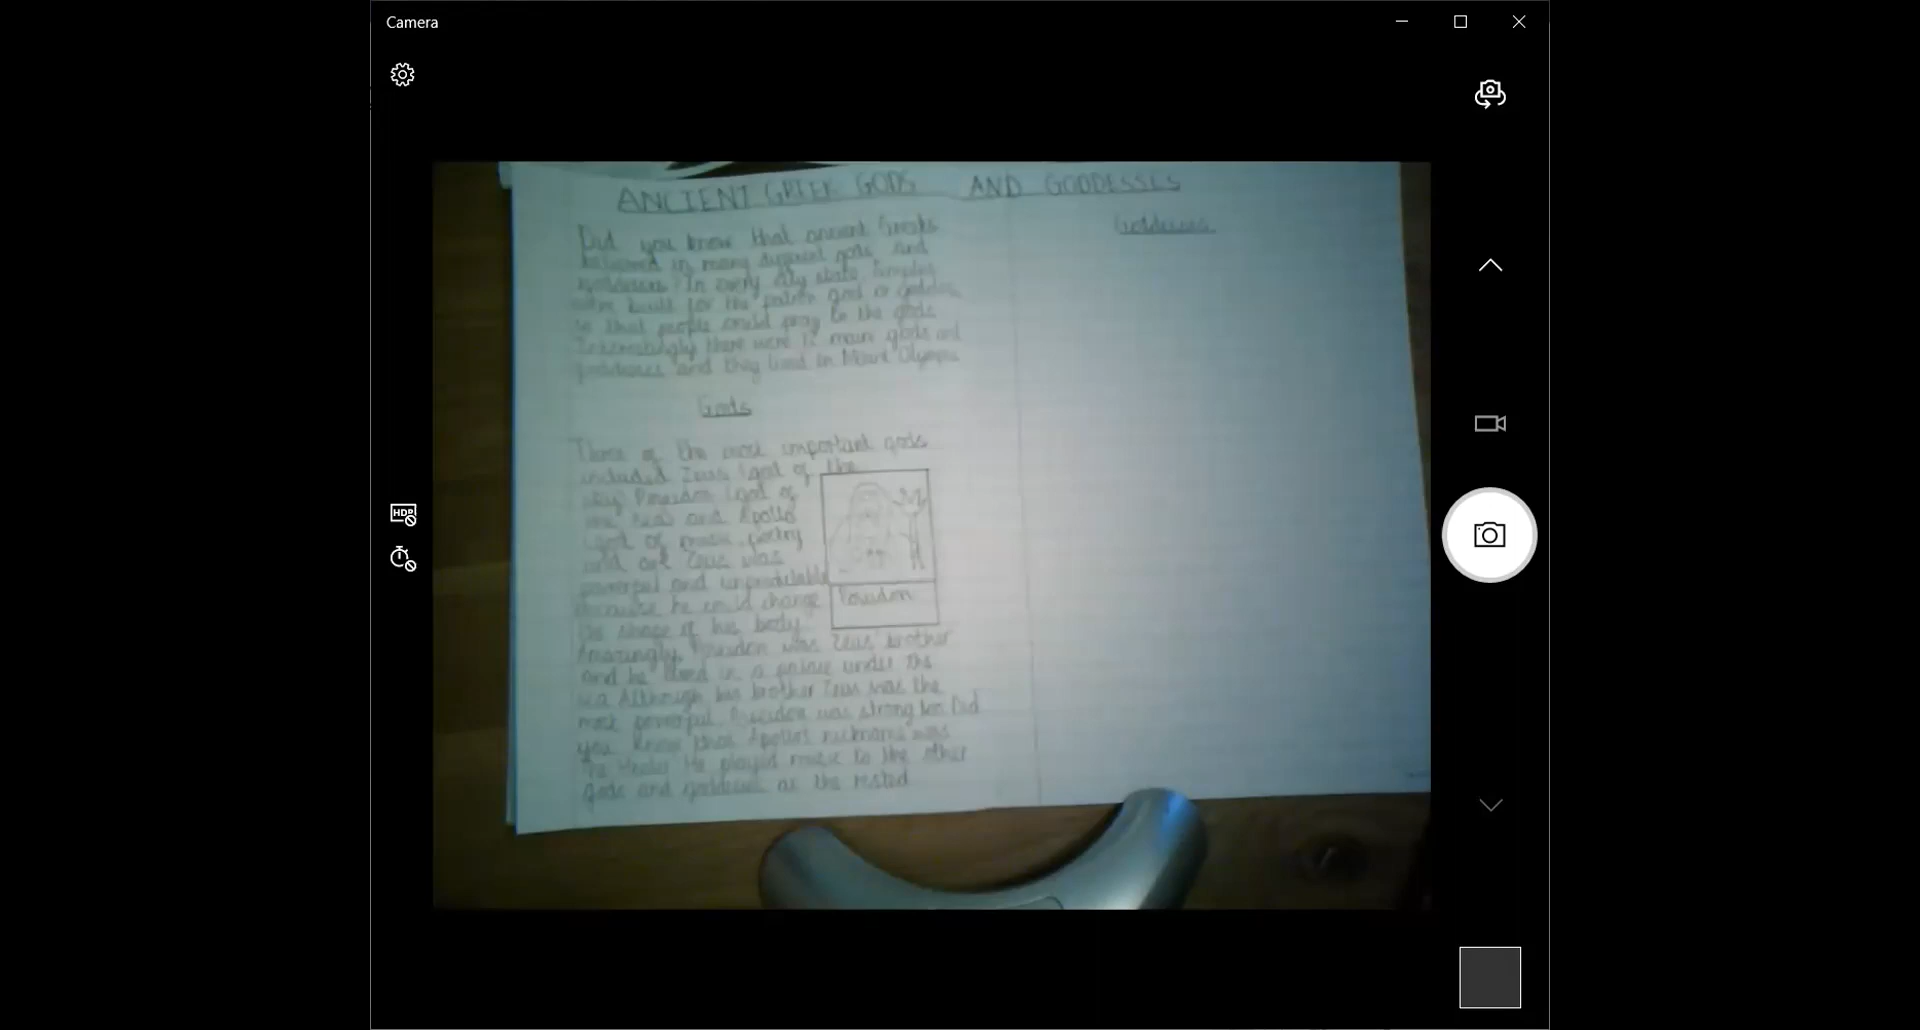 Camera
ANCIENT GREEK GODS AND GODDESSES
Did you know that ancient Greeks
believed in many different gods and
goddesses? In every city state temples
were built for the patron god or goddess
so that people could pray to the gods.
Interestingly there were 12 main gods and
goddesses and they lived on Mount Olympus
Gods
Three of the most important gods
included Zeus (god of the
sky) Poseidon (god of
the sea) and Apollo
(god of music, poetry
and art. Zeus was
powerful and
because he could change
the shape of his body.
Amazingly, Poseidon was Zeus' brother
and he lived in a palace under the
sea. Although his brother Zeus was the
most powerful, Poseidon was strong too. Did
you know that Apollo's nickname was
The Healer. He played music to the other
gods and goddesses as the rested
Poseidon
Goddesses